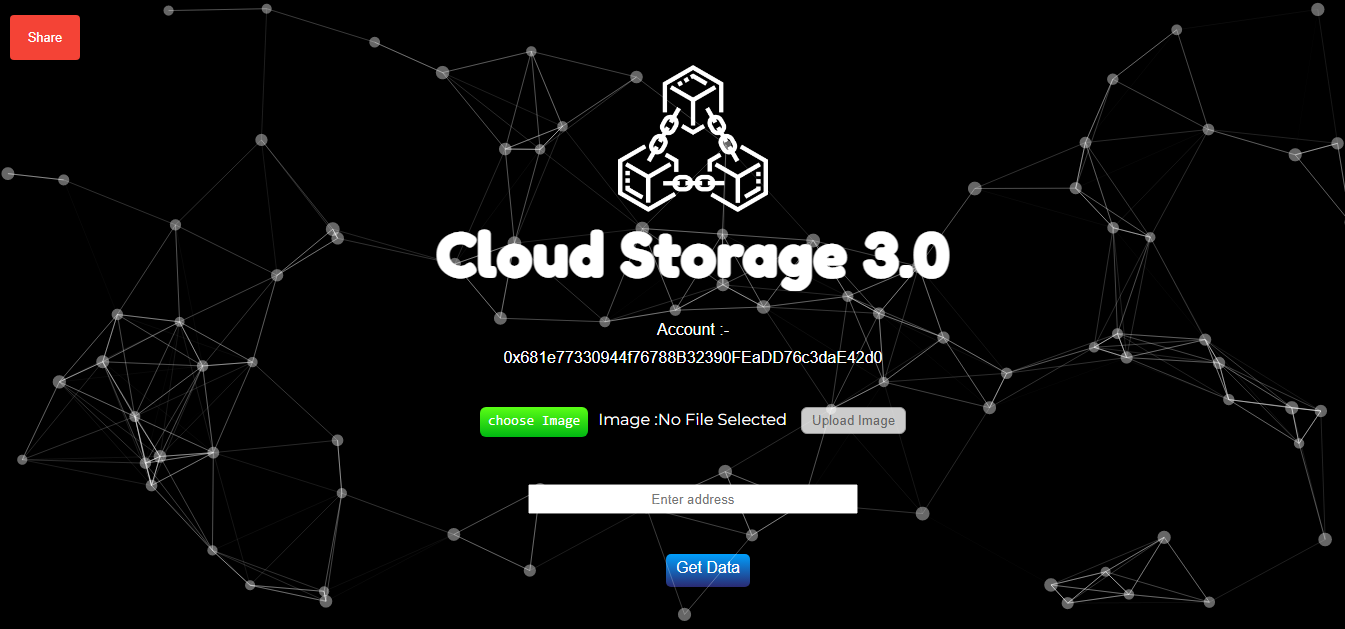 Share
Cloud Storage 3.0
Account :-
0x681e77330944f76788B32390FEaDD76c3daE42d0
choose Image Image :No File Selected Upload Image
Enter address
Get Data